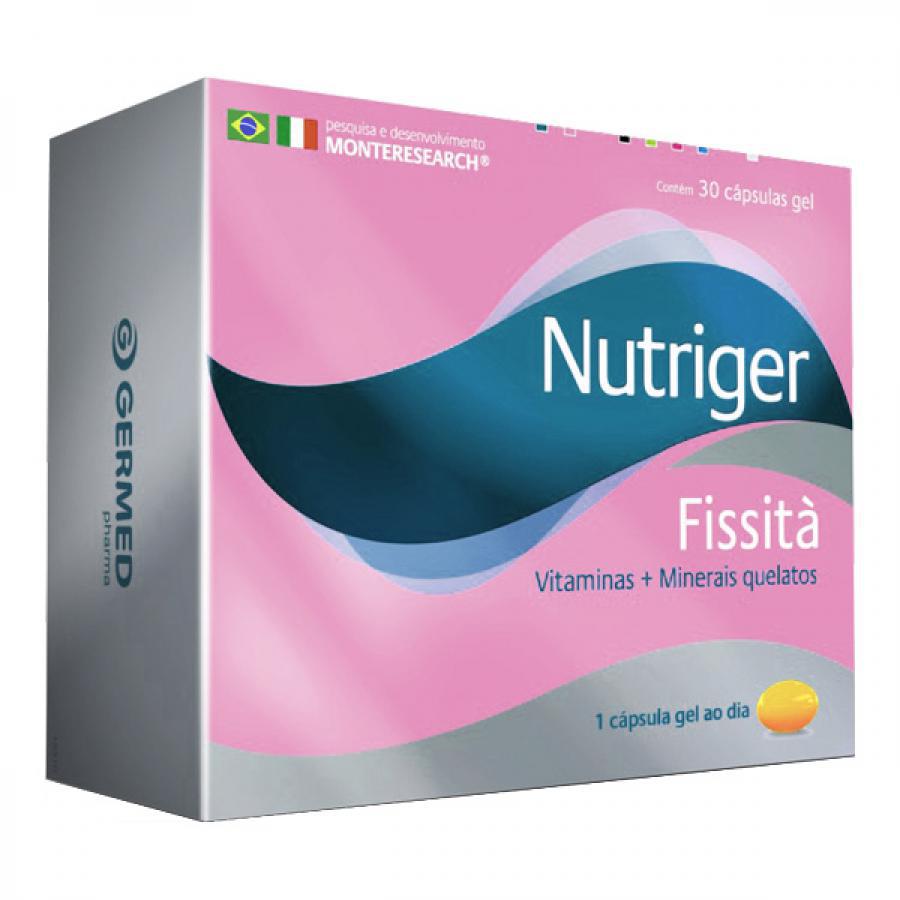 pesquisa e desenvolvimento
MONTERESEARCH®
Contém 30 cápsulas gel
Nutriger
Fissità
Vitaminas + Minerais quelatos
1 cápsula gel ao dia
GERMED
pharma